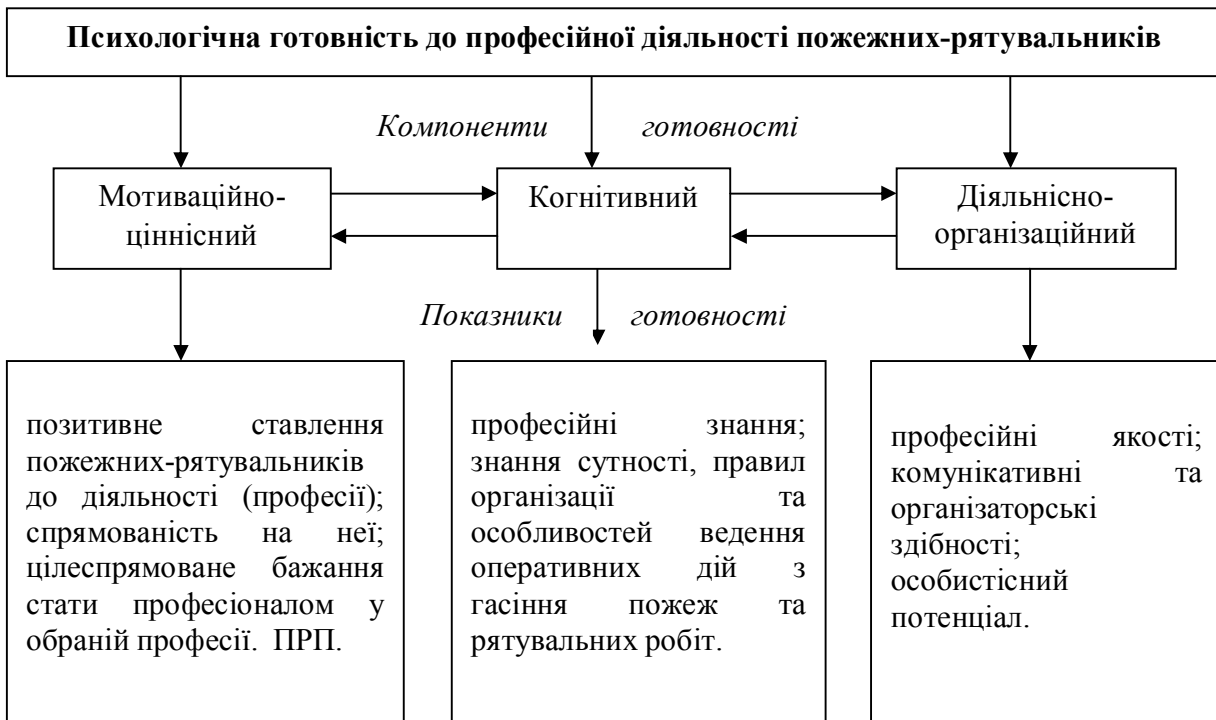 Психологічна готовність до професійної діяльності пожежних-рятувальників
Компоненти готовності
Мотиваційно-
ціннісний
Когнітивний
Діяльнісно-
організаційний
Показники готовності
позитивне ставлення
пожежних-рятувальників
до діяльності (професії);
спрямованість на неї;
цілеспрямоване бажання
стати професіоналом у
обраній професії. ПРП.
професійні знання;
знання сутності, правил
організації та
особливостей ведення
оперативних дій з
гасіння пожеж та
рятувальних робіт.
професійні якості;
комунікативні та
організаторські
здібності;
особистісний
потенціал.